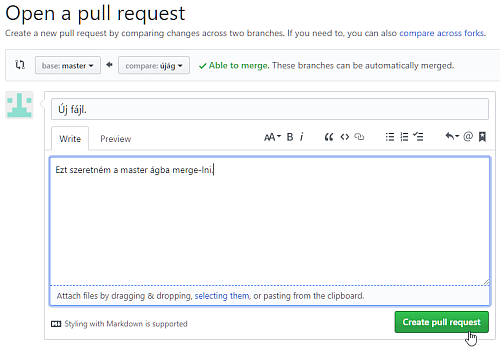 Open a pull request
Create a new pull request by comparing changes across two branches. If you need to, you can also compare across forks.
base: master compare: újág Able to merge. These branches can be automatically merged.
Új fájl.
Write Preview AA B i
Ezt szeretném a master ágba merge-lni.
Attach files by dragging & dropping, selecting them, or pasting from the clipboard.
Styling with Markdown is supported Create pull request